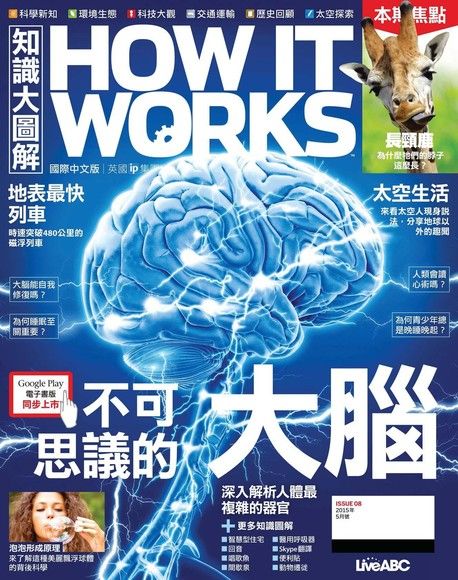 科學新知 環境生態 科技大觀 交通運輸 歷史回顧 太空探索
本期焦點
知識大圖解
HOW IT
WORKS
國際中文版 英國ip集
長頸鹿
為什麼牠們的脖子
這麼長?
地表最快
列車
時速突破480公里的
磁浮列車
太空生活
來看太空人現身說
法,分享地球以
外的趣聞
大腦能自我
修復嗎?
人類會讀
心術嗎?
為何睡眠至
關重要?
為何青少年總
是晚睡晚起?
Google Play
電子書版
同步上市
不可
思議的
大腦
深入解析人體最
複雜的器官
+ 更多知識圖解
智慧型住宅
回音
唱歌魚
間歇泉
醫用呼吸器
Skype翻譯
便利貼
動物遷徙
泡泡形成原理
來了解這種美麗飄浮球體
的背後科學
ISSUE 08
2015年
5月號
LiveABC